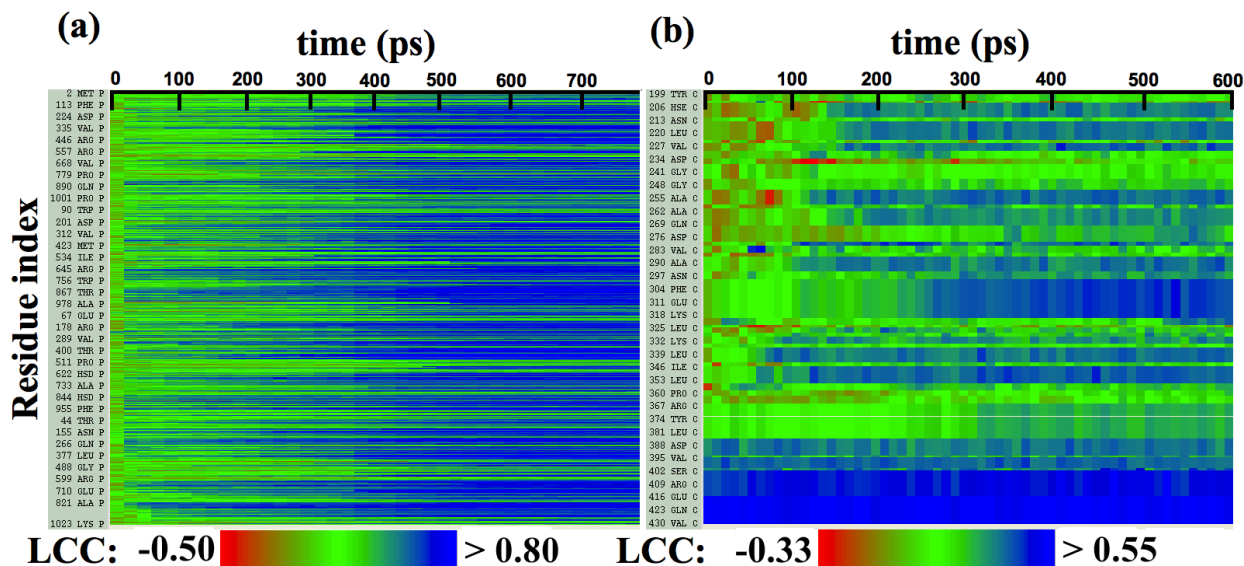 (a)
time (ps)
0 100 200 300 400 500 600 700
Residue index
2 MET P
113 PHE P
224 ASP P
335 VAL P
446 ARG P
557 ARG P
668 VAL P
779 PRO P
890 GLN P
1001 PRO P
90 TRP P
201 ASP P
312 VAL P
423 MET P
534 ILE P
645 ARG P
756 TRP P
867 THR P
978 ALA P
67 GLU P
178 ARG P
289 VAL P
400 THR P
511 PRO P
622 HSD P
733 ALA P
844 HSD P
955 PHE P
44 THR P
155 ASN P
266 GLN P
377 LEU P
488 GLY P
599 ARG P
710 GLU P
821 ALA P
1023 LYS P
LCC: -0.50 > 0.80
(b)
time (ps)
0 100 200 300 400 500 600
199 TYR C
206 HSE C
213 ASN C
220 LEU C
227 VAL C
234 ASP C
241 GLY C
248 GLY C
255 ALA C
262 ALA C
269 GLN C
276 ASP C
283 VAL C
290 ALA C
297 ASN C
304 PHE C
311 GLU C
318 LYS C
325 LEU C
332 LYS C
339 LEU C
346 ILE C
353 LEU C
360 PRO C
367 ARG C
374 TYR C
381 LEU C
388 ASP C
395 VAL C
402 SER C
409 ARG C
416 GLU C
423 GLN C
430 VAL C
LCC: -0.33 > 0.55